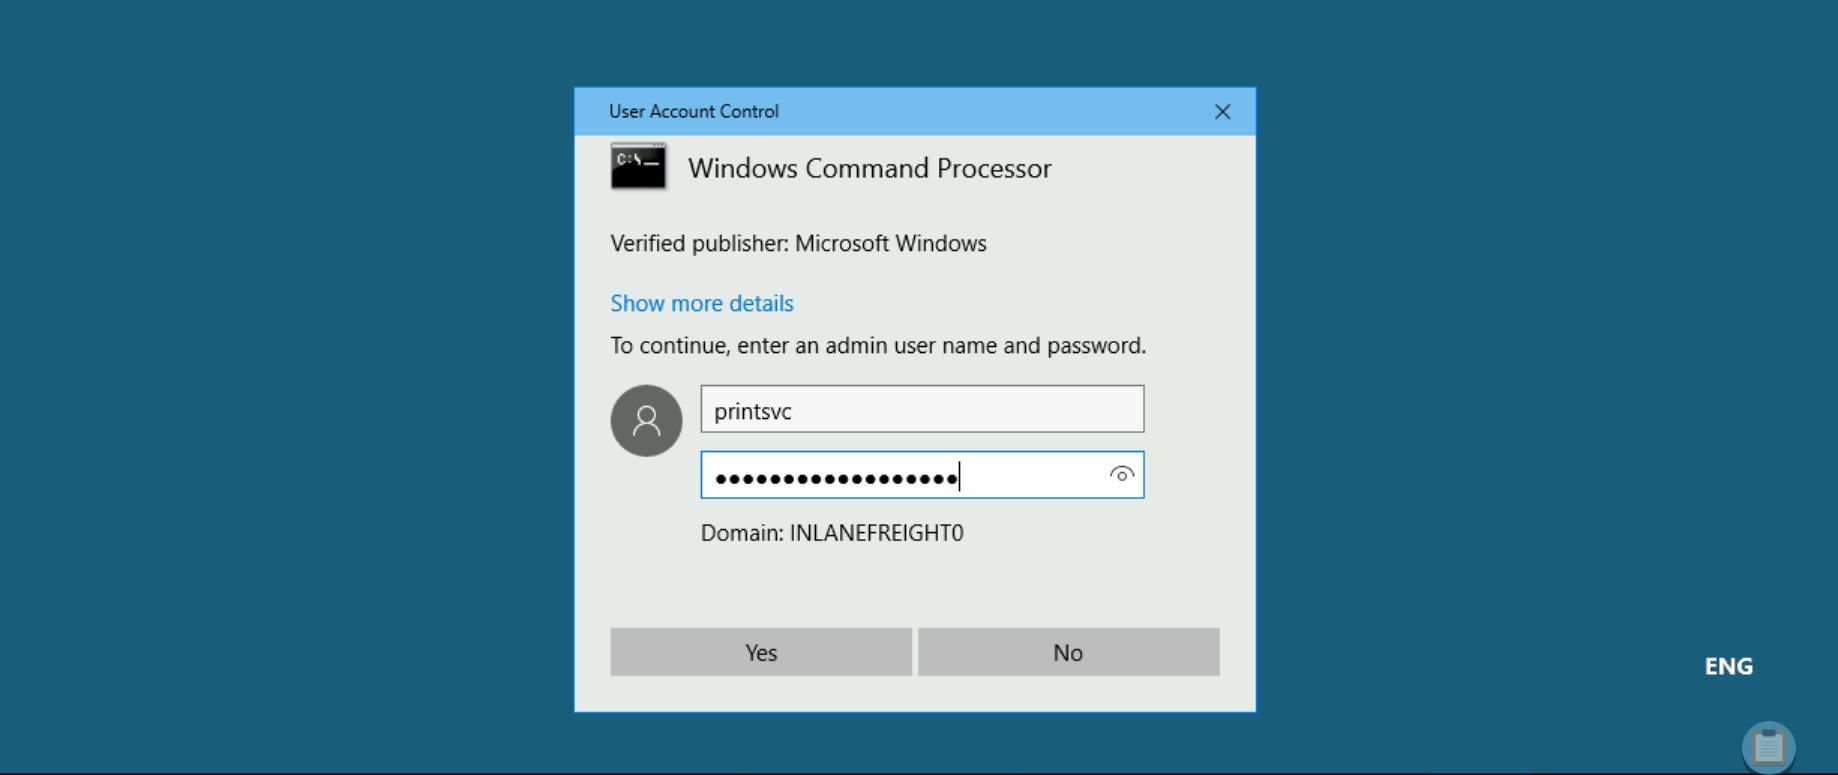 User Account Control
C:\_
Windows Command Processor
Verified publisher: Microsoft Windows
Show more details
To continue, enter an admin user name and password.
printsvc
••••••••••••••••••
Domain: INLANEFREIGHT0
Yes
No
ENG